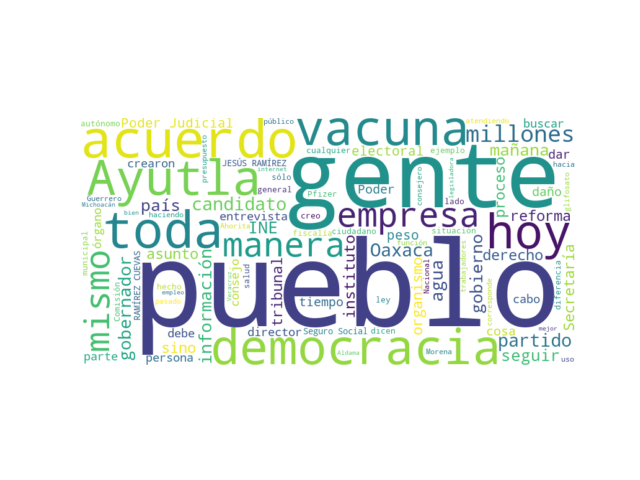 autónomo
Poder Judicial
público
vacuna
atendiendo
acuerdo
millones
buscar
cualquier
electoral
ejemplo
mañana
crearon
presupuesto
JESÚS RAMÍREZ
gente
dar
Ayutla
internet
sólo
general
Pfizer
Poder
consejero
legisladora
lado
proceso
daño
glifosato
Guerrero
Michoacán
país
candidato
entrevista
creo
empresa
hoy
reforma
bien
haciendo
toda
Ahorita
INE
fiscalía
ciudadano
peso
función
situación
mismo
órgano
asunto
manera
Oaxaca
gobierno
derecho
Secretaría
municipal
gobernador
Comisión
RAMÍREZ CUEVAS
hecho
empleo
pasado
información
consejo
salud
tribunal
pueblo
tiempo
instituto
ley
organismo
Nacional
agua
trabajadores
corresponde
cabo
diferencia
hacia
debe
director
Seguro Social
dicen
cosa
partido
mejor
sino
democracia
parte
persona
Aldama
Morena
seguir
uso